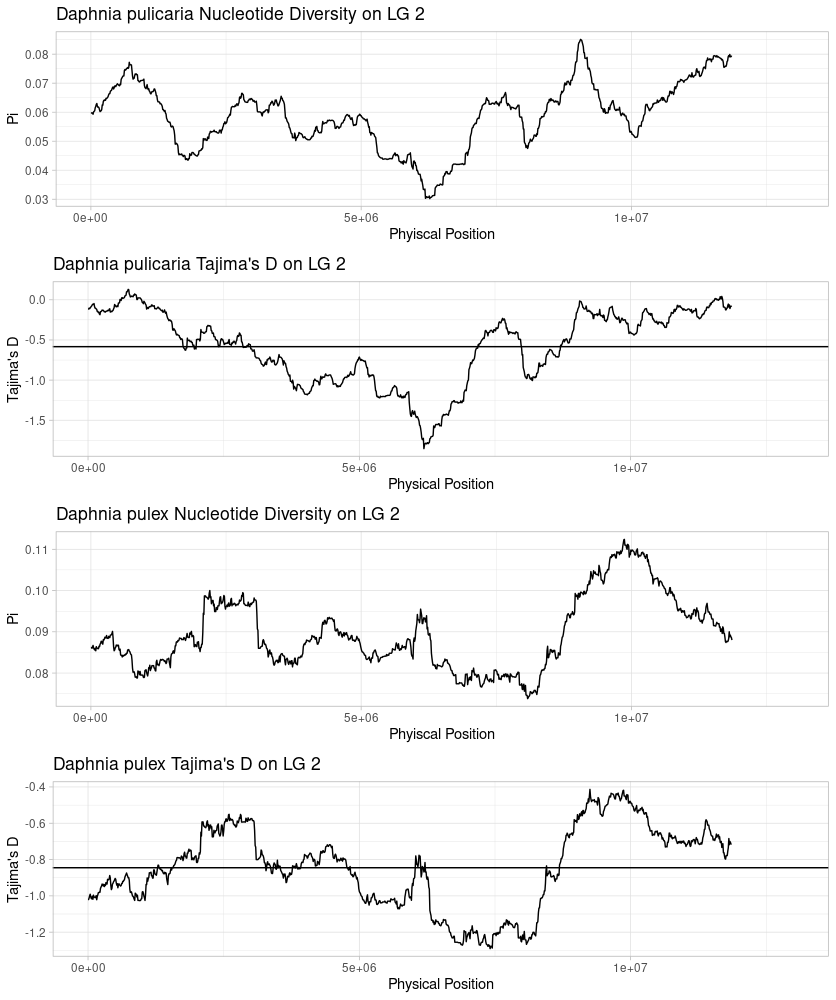 Daphnia pulicaria Nucleotide Diversity on LG 2
0.08
0.07
0.06
0.05
0.04
0.03
Pi
0e+00 5e+06 1e+07
Phyiscal Position
Daphnia pulicaria Tajima's D on LG 2
0.0
-0.5
-1.0
-1.5
Tajima's D
0e+00 5e+06 1e+07
Physical Position
Daphnia pulex Nucleotide Diversity on LG 2
0.11
0.10
0.09
0.08
Pi
0e+00 5e+06 1e+07
Phyiscal Position
Daphnia pulex Tajima's D on LG 2
-0.4
-0.6
-0.8
-1.0
-1.2
Tajima's D
0e+00 5e+06 1e+07
Physical Position